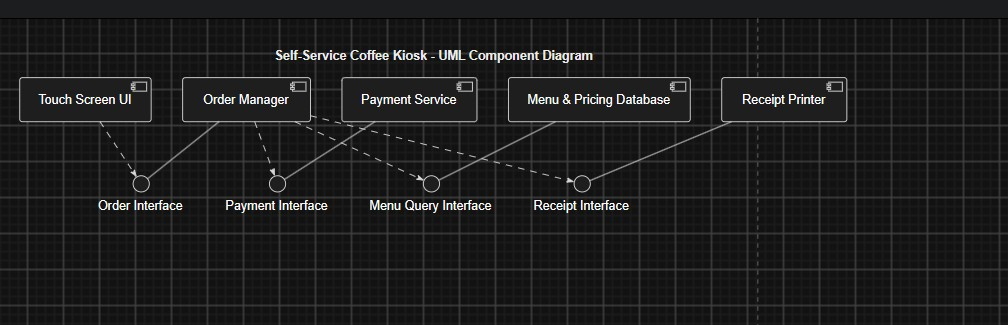 Self-Service Coffee Kiosk - UML Component Diagram
Touch Screen UI
Order Manager
Payment Service
Menu & Pricing Database
Receipt Printer
Order Interface
Payment Interface
Menu Query Interface
Receipt Interface